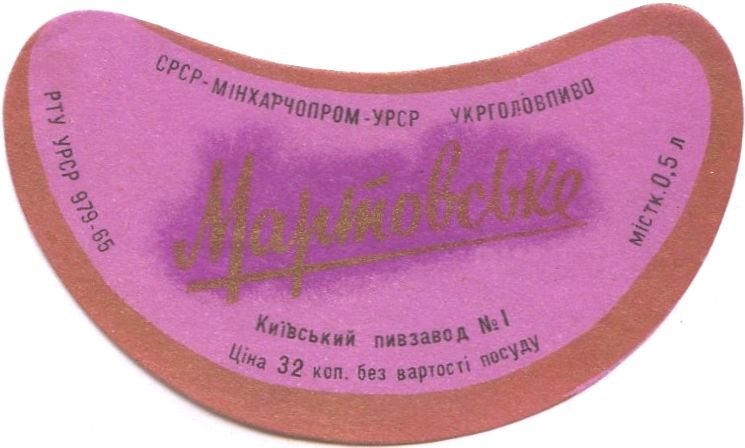 СРСР-МІНХАРЧОПРОМ-УРСР УКРГОЛОВПИВО
РТУ УРСР 979-65
Мартовське
містк. 0,5 л
Київський пивзавод №1
Ціна 32 коп. без вартості посуду